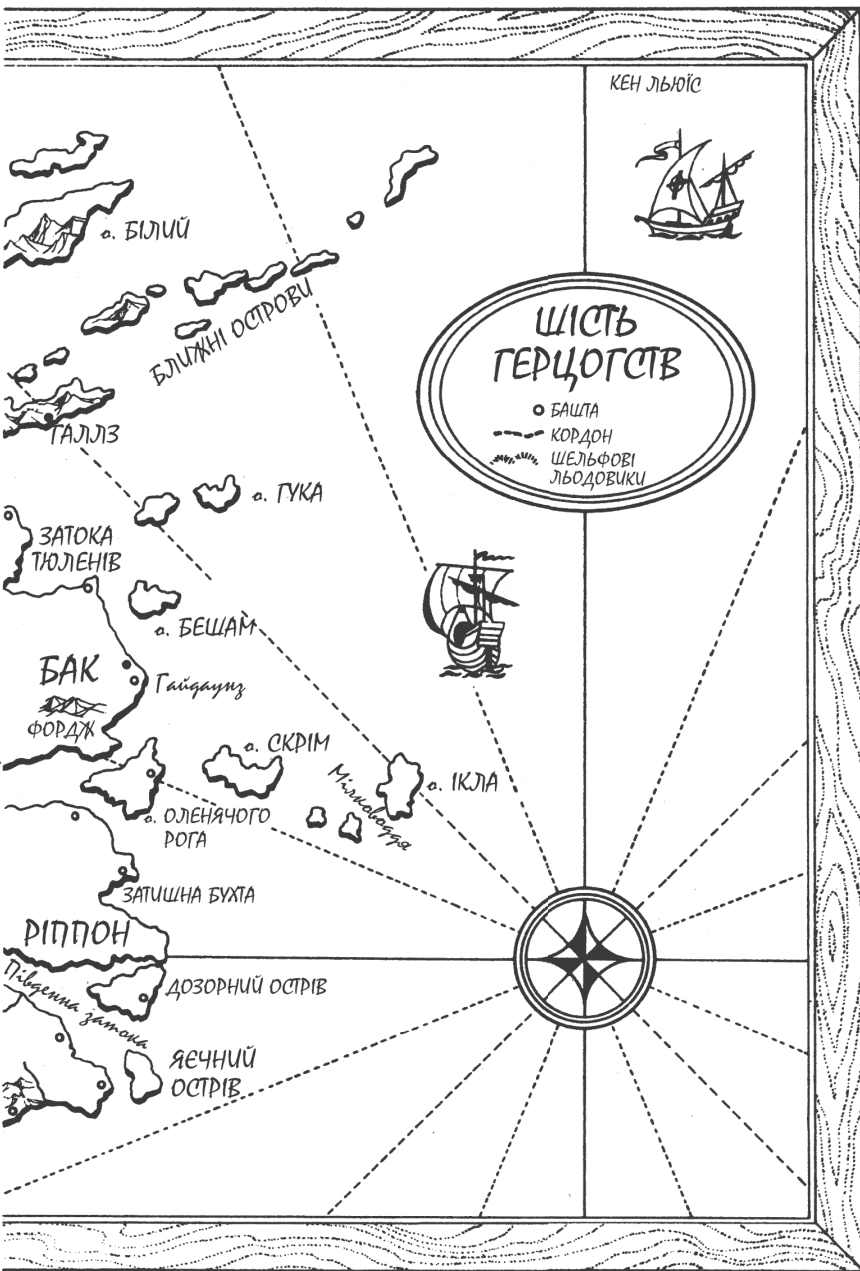 КЕН ЛЬЮЇС
о. БІЛИЙ
БЛИЖНІ ОСТРОВИ
ШІСТЬ
ГЕРЦОГСТВ
БАШТА
КОРДОН
ШЕЛЬФОВІ
ЛЬОДОВИКИ
ҐАЛЛЗ
о. ГУКА
ЗАТОКА
ТЮЛЕНІВ
о. БЕШАМ
БАК
Гайдаунз
ФОРДЖ
о. СКРІМ
Мілководдя
о. ІКЛА
о. ОЛЕНЯЧОГО
РОГА
ЗАТИШНА БУХТА
РІППОН
Південна затока
ДОЗОРНИЙ ОСТРІВ
ЯЄЧНИЙ
ОСТРІВ